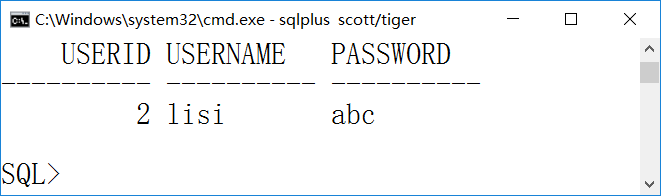 C:\Windows\system32\cmd.exe - sqlplus  scott/tiger
    USERID USERNAME   PASSWORD
---------- ---------- ----------
         2 lisi       abc
SQL>